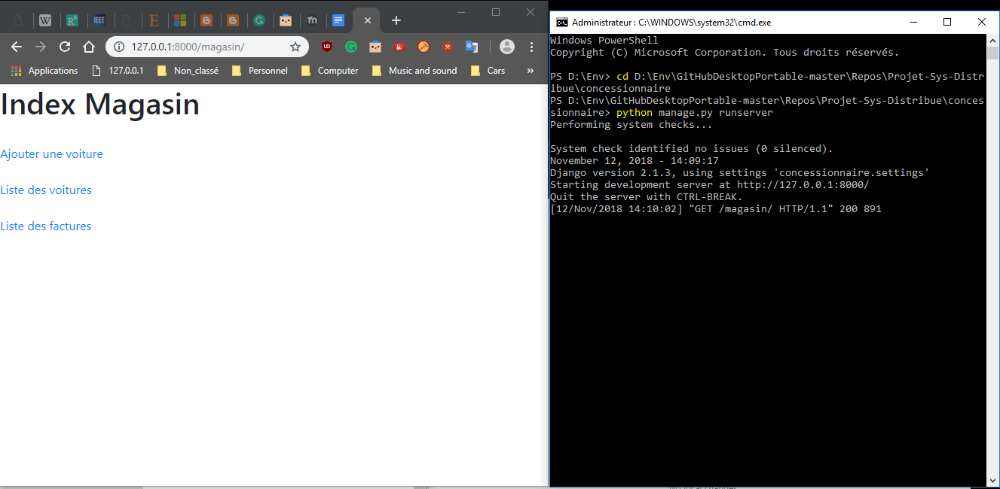 127.0.0.1:8000/magasin/
Applications 127.0.0.1 Non_classé Personnel Computer Music and sound Cars »
Index Magasin
Ajouter une voiture
Liste des voitures
Liste des factures
Administrateur : C:\WINDOWS\system32\cmd.exe
Windows PowerShell
Copyright (C) Microsoft Corporation. Tous droits réservés.
PS D:\Env> cd D:\Env\GitHubDesktopPortable-master\Repos\Projet-Sys-Distr
ibue\concessionnaire
PS D:\Env\GitHubDesktopPortable-master\Repos\Projet-Sys-Distribue\conces
sionnaire> python manage.py runserver
Performing system checks...
System check identified no issues (0 silenced).
November 12, 2018 - 14:09:17
Django version 2.1.3, using settings 'concessionnaire.settings'
Starting development server at http://127.0.0.1:8000/
Quit the server with CTRL-BREAK.
[12/Nov/2018 14:10:02] "GET /magasin/ HTTP/1.1" 200 891